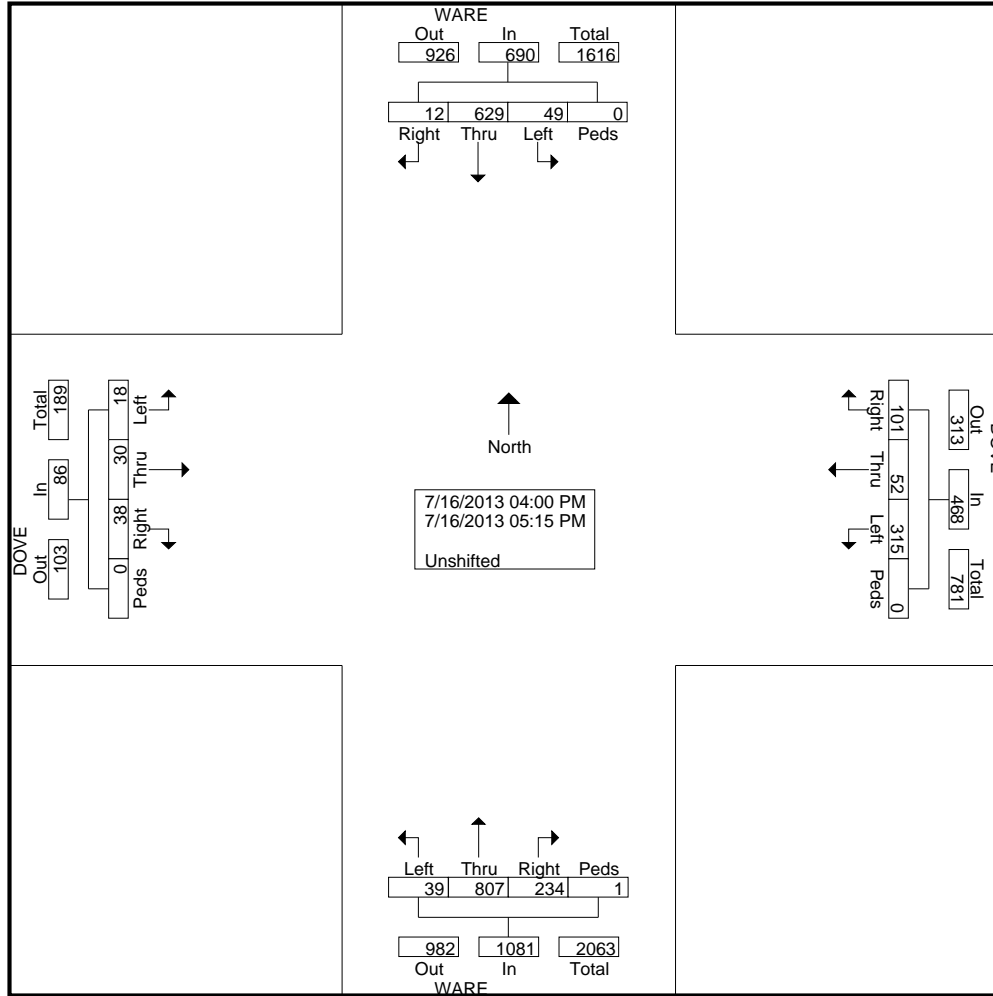 WARE
Out In Total
926 690 1616
12 629 49 0
Right Thru Left Peds
DOVE
Total In Out
189 86 103
18 30 38 0
Left Thru Right Peds
North
7/16/2013 04:00 PM
7/16/2013 05:15 PM
Unshifted
Right Thru Left Peds
101 52 315 0
Out In Total
313 468 781
DOVE
Left Thru Right Peds
39 807 234 1
982 1081 2063
Out In Total
WARE